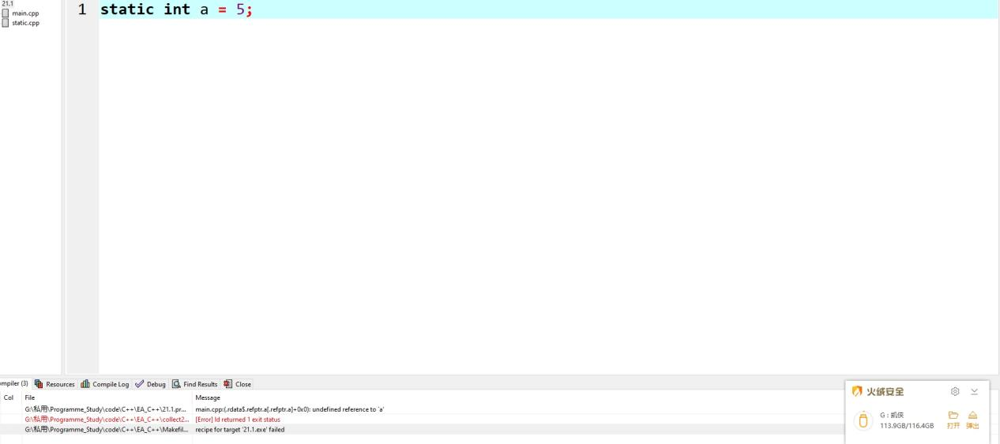 21.1
main.cpp
static.cpp
1 static int a = 5;
ompiler (3) Resources Compile Log Debug Find Results Close
Col File Message
G:\私用\Programme_Study\code\C++\EA_C++\21.1.pr... main.cpp:(.rdata$.refptr.a[.refptr.a]+0x0): undefined reference to `a'
G:\私用\Programme_Study\code\C++\EA_C++\collect2... [Error] ld returned 1 exit status
G:\私用\Programme_Study\code\C++\EA_C++\Makefil... recipe for target '21.1.exe' failed
火绒安全
G : 凯侠
113.9GB/116.4GB 打开 弹出